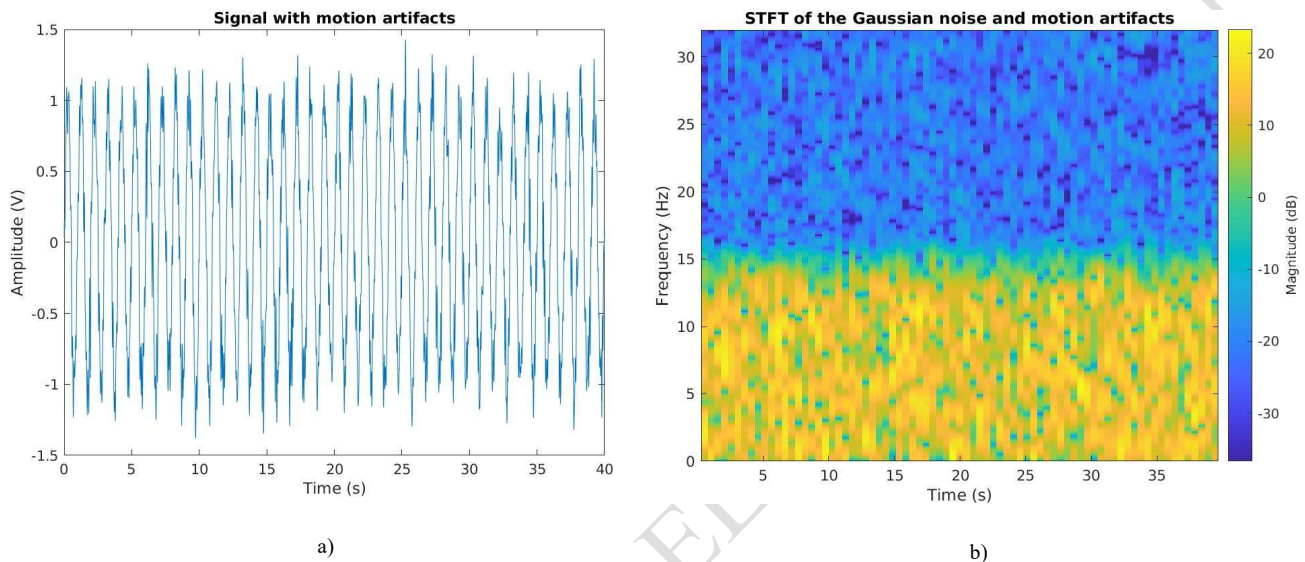 Signal with motion artifacts
1.5
1
0.5
0
-0.5
-1
-1.5
Amplitude (V)
0 5 10 15 20 25 30 35 40
Time (s)
a)
STFT of the Gaussian noise and motion artifacts
30
25
20
15
10
5
0
Frequency (Hz)
5 10 15 20 25 30 35
Time (s)
20
10
0
-10
-20
-30
Magnitude (dB)
b)